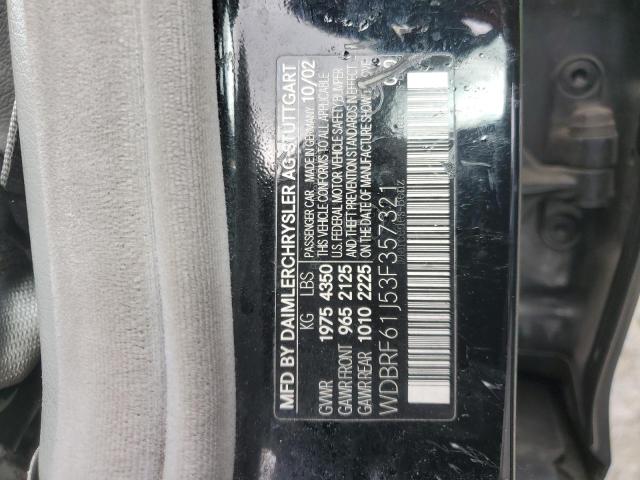 MFD BY DAIMLERCHRYSLER AG STUTTGART
KG LBS PASSENGER CAR MADE IN GERMANY 10/02
GVWR 1975 4350 THIS VEHICLE CONFORMS TO ALL APPLICABLE
GAWR FRONT 965 2125 U.S. FEDERAL MOTOR VEHICLE SAFETY, BUMPER
GAWR REAR 1010 2225 AND THEFT PREVENTION STANDARDS IN EFFECT
ON THE DATE OF MANUFACTURE SHOWN ABOVE
WDBRF61J53F357321